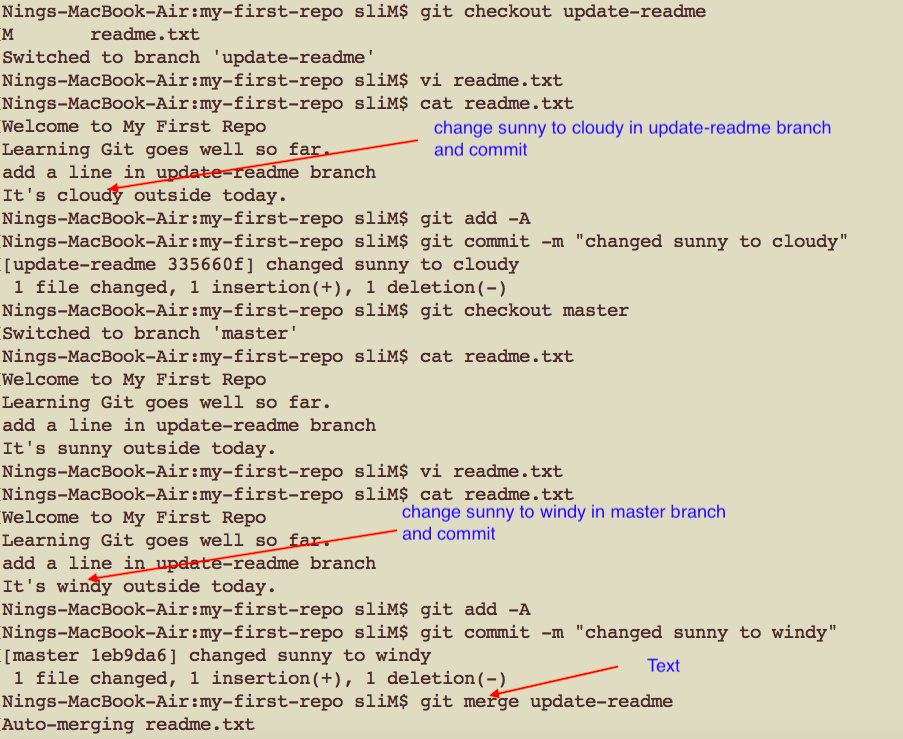 Nings-MacBook-Air:my-first-repo sliM$ git checkout update-readme
M       readme.txt
Switched to branch 'update-readme'
Nings-MacBook-Air:my-first-repo sliM$ vi readme.txt
Nings-MacBook-Air:my-first-repo sliM$ cat readme.txt
Welcome to My First Repo
change sunny to cloudy in update-readme branch
and commit
Learning Git goes well so far.
add a line in update-readme branch
It's cloudy outside today.
Nings-MacBook-Air:my-first-repo sliM$ git add -A
Nings-MacBook-Air:my-first-repo sliM$ git commit -m "changed sunny to cloudy"
[update-readme 335660f] changed sunny to cloudy
 1 file changed, 1 insertion(+), 1 deletion(-)
Nings-MacBook-Air:my-first-repo sliM$ git checkout master
Switched to branch 'master'
Nings-MacBook-Air:my-first-repo sliM$ cat readme.txt
Welcome to My First Repo
Learning Git goes well so far.
add a line in update-readme branch
It's sunny outside today.
Nings-MacBook-Air:my-first-repo sliM$ vi readme.txt
Nings-MacBook-Air:my-first-repo sliM$ cat readme.txt
change sunny to windy in master branch
and commit
Welcome to My First Repo
Learning Git goes well so far.
add a line in update-readme branch
It's windy outside today.
Nings-MacBook-Air:my-first-repo sliM$ git add -A
Nings-MacBook-Air:my-first-repo sliM$ git commit -m "changed sunny to windy"
[master 1eb9da6] changed sunny to windy
Text
 1 file changed, 1 insertion(+), 1 deletion(-)
Nings-MacBook-Air:my-first-repo sliM$ git merge update-readme
Auto-merging readme.txt